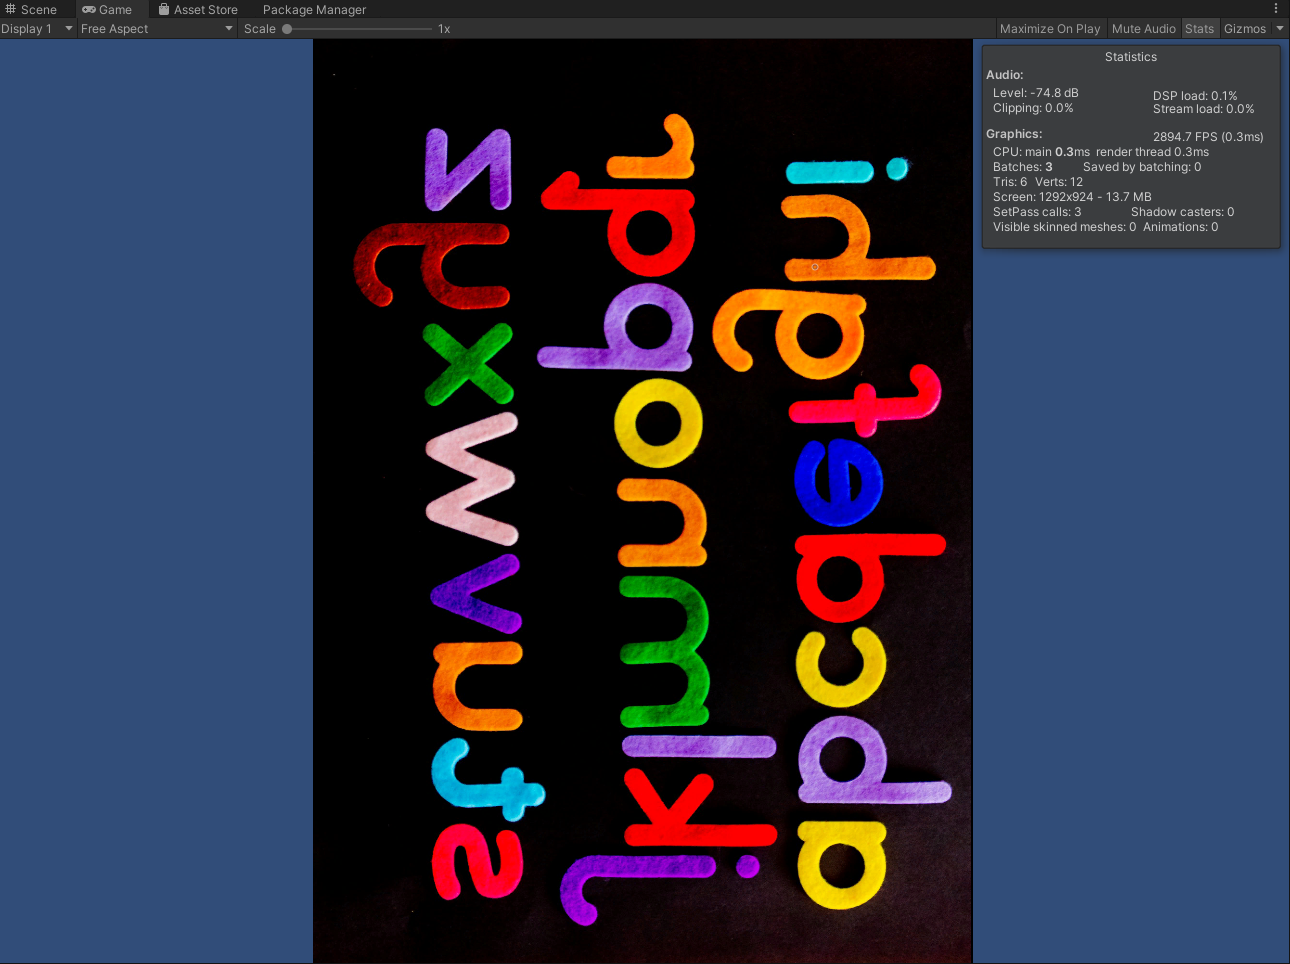 Scene Game Asset Store Package Manager
Display 1 Free Aspect Scale 1x Maximize On Play Mute Audio Stats Gizmos
Statistics
Audio:
Level: -74.8 dB DSP load: 0.1%
Clipping: 0.0% Stream load: 0.0%
Graphics: 2894.7 FPS (0.3ms)
CPU: main 0.3ms render thread 0.3ms
Batches: 3 Saved by batching: 0
Tris: 6 Verts: 12
Screen: 1292x924 - 13.7 MB
SetPass calls: 3 Shadow casters: 0
Visible skinned meshes: 0 Animations: 0
abcdefghi
jklmnopqr
stuvwxyz